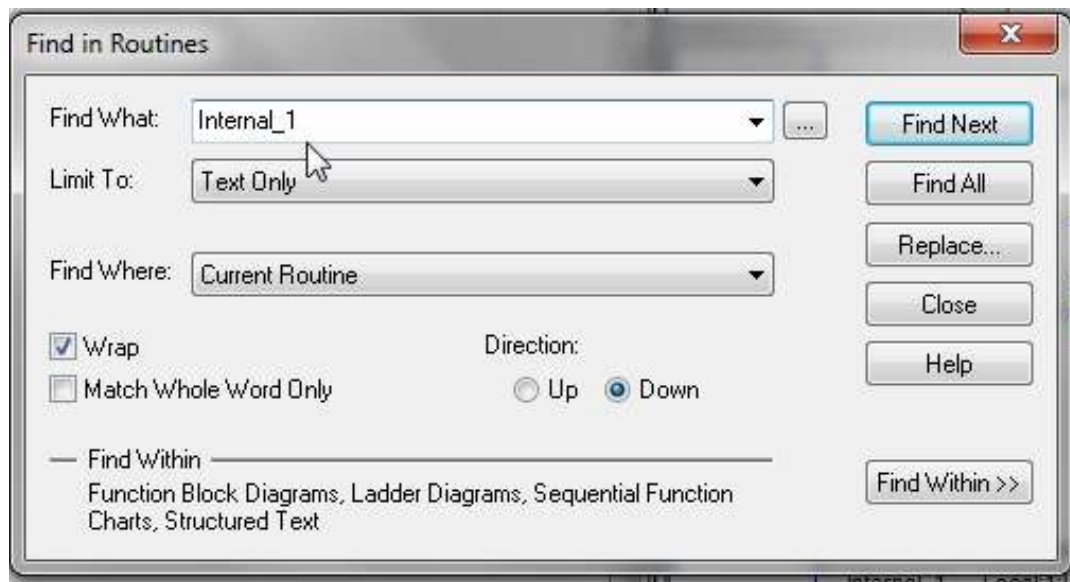 Find in Routines
Find What: Internal_1 ... Find Next
Limit To: Text Only Find All
Replace...
Find Where: Current Routine
Close
Wrap Direction: Help
Match Whole Word Only Up Down
Find Within
Function Block Diagrams, Ladder Diagrams, Sequential Function
Charts, Structured Text
Find Within >>
Internal_1